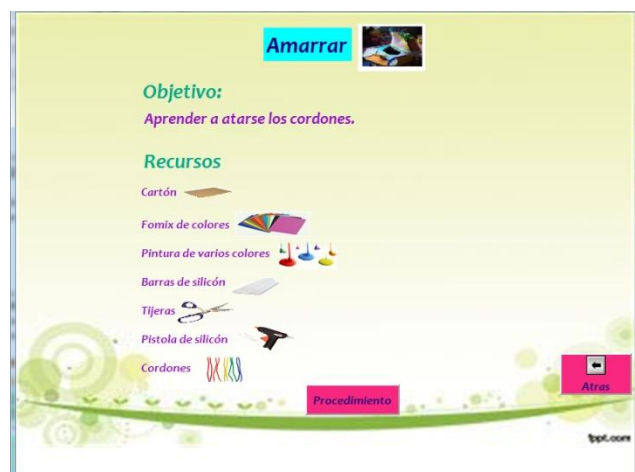 Amarrar
Objetivo:
Aprender a atarse los cordones.
Recursos
Cartón
Fomix de colores
Pintura de varios colores
Barras de silicón
Tijeras
Pistola de silicón
Cordones
Procedimiento
Atras
fppt.com